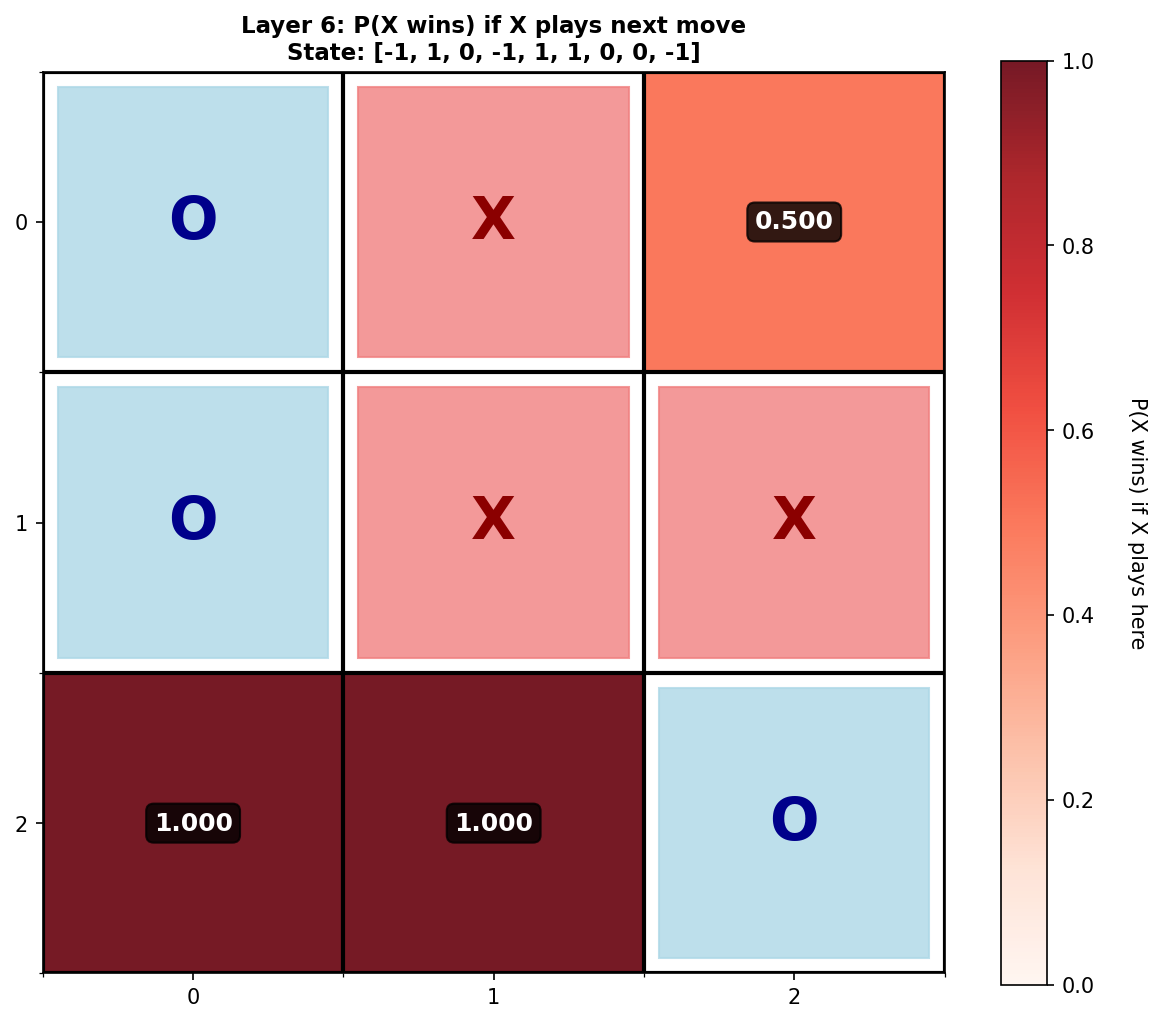 Layer 6: P(X wins) if X plays next move
State: [-1, 1, 0, -1, 1, 1, 0, 0, -1]
O X 0.500
O X X
1.000 1.000 O
0
1
2
0 1 2
1.0
0.8
0.6
0.4
0.2
0.0
P(X wins) if X plays here